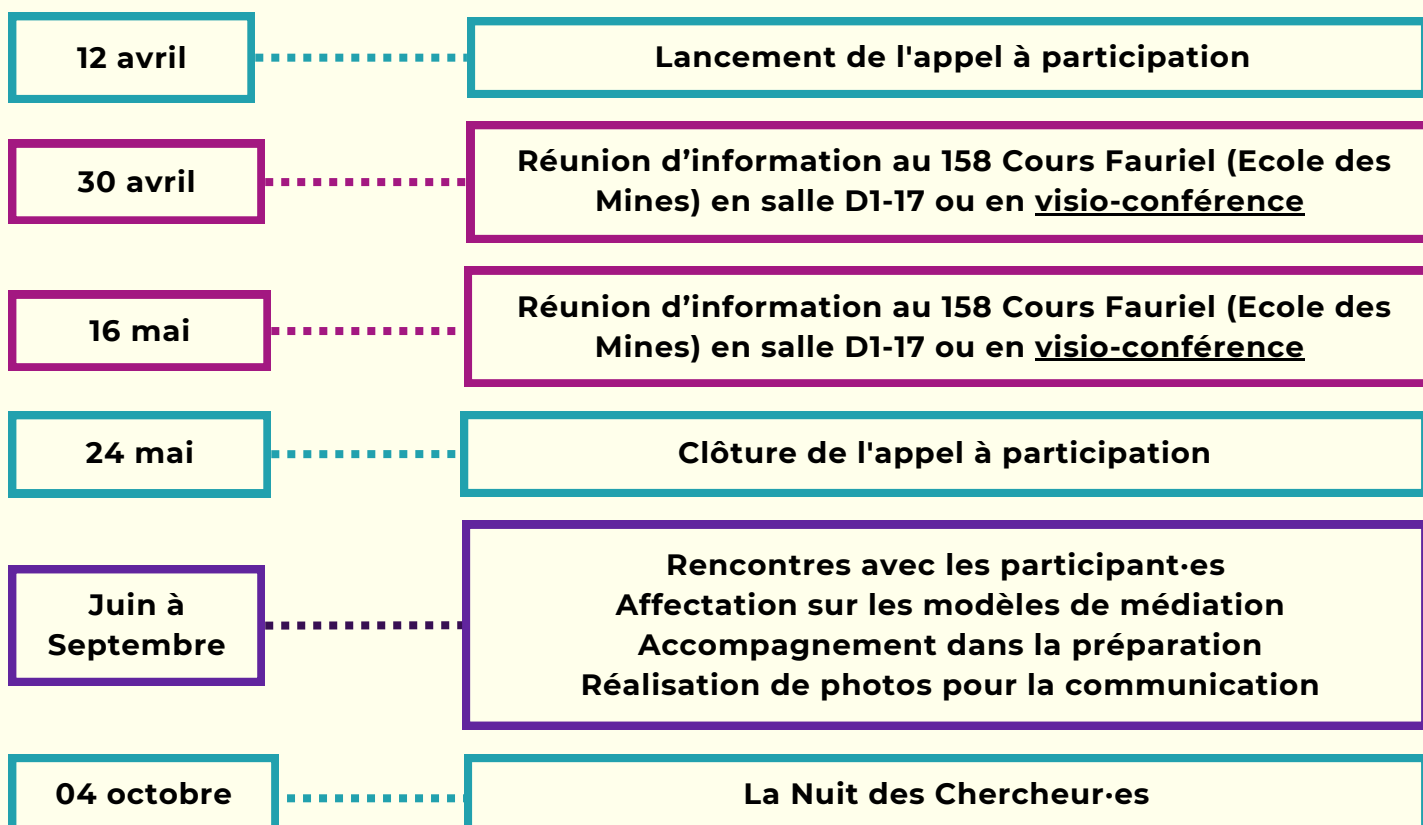 12 avril
Lancement de l'appel à participation
30 avril
Réunion d’information au 158 Cours Fauriel (Ecole des
Mines) en salle D1-17 ou en visio-conférence
16 mai
Réunion d’information au 158 Cours Fauriel (Ecole des
Mines) en salle D1-17 ou en visio-conférence
24 mai
Clôture de l'appel à participation
Juin à
Septembre
Rencontres avec les participant·es
Affectation sur les modèles de médiation
Accompagnement dans la préparation
Réalisation de photos pour la communication
04 octobre
La Nuit des Chercheur·es